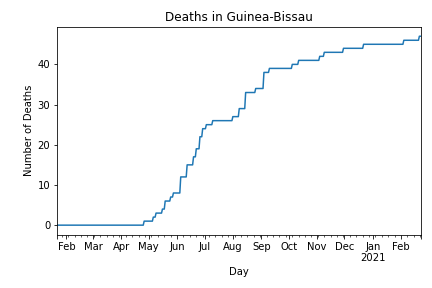 Deaths in Guinea-Bissau
Number of Deaths
40
30
20
10
0
Feb Mar Apr May Jun Jul Aug Sep Oct Nov Dec Jan Feb
2021
Day